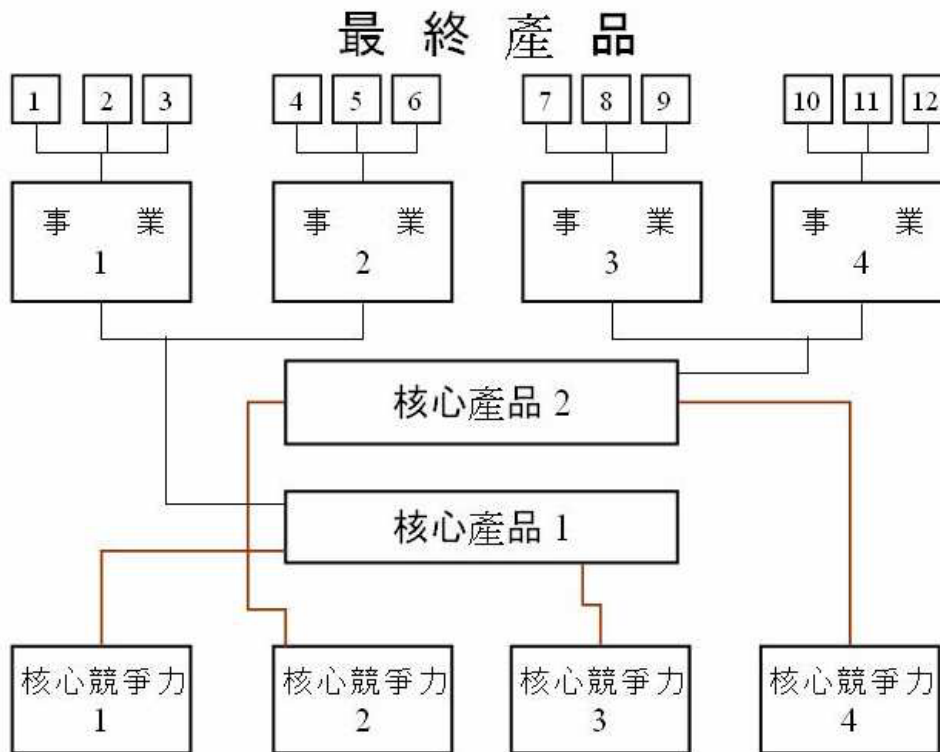 最 終 產 品
1 2 3 4 5 6 7 8 9 10 11 12
事 業 事 業 事 業 事 業
1 2 3 4
核心產品 2
核心產品 1
核心競爭力 核心競爭力 核心競爭力 核心競爭力
1 2 3 4